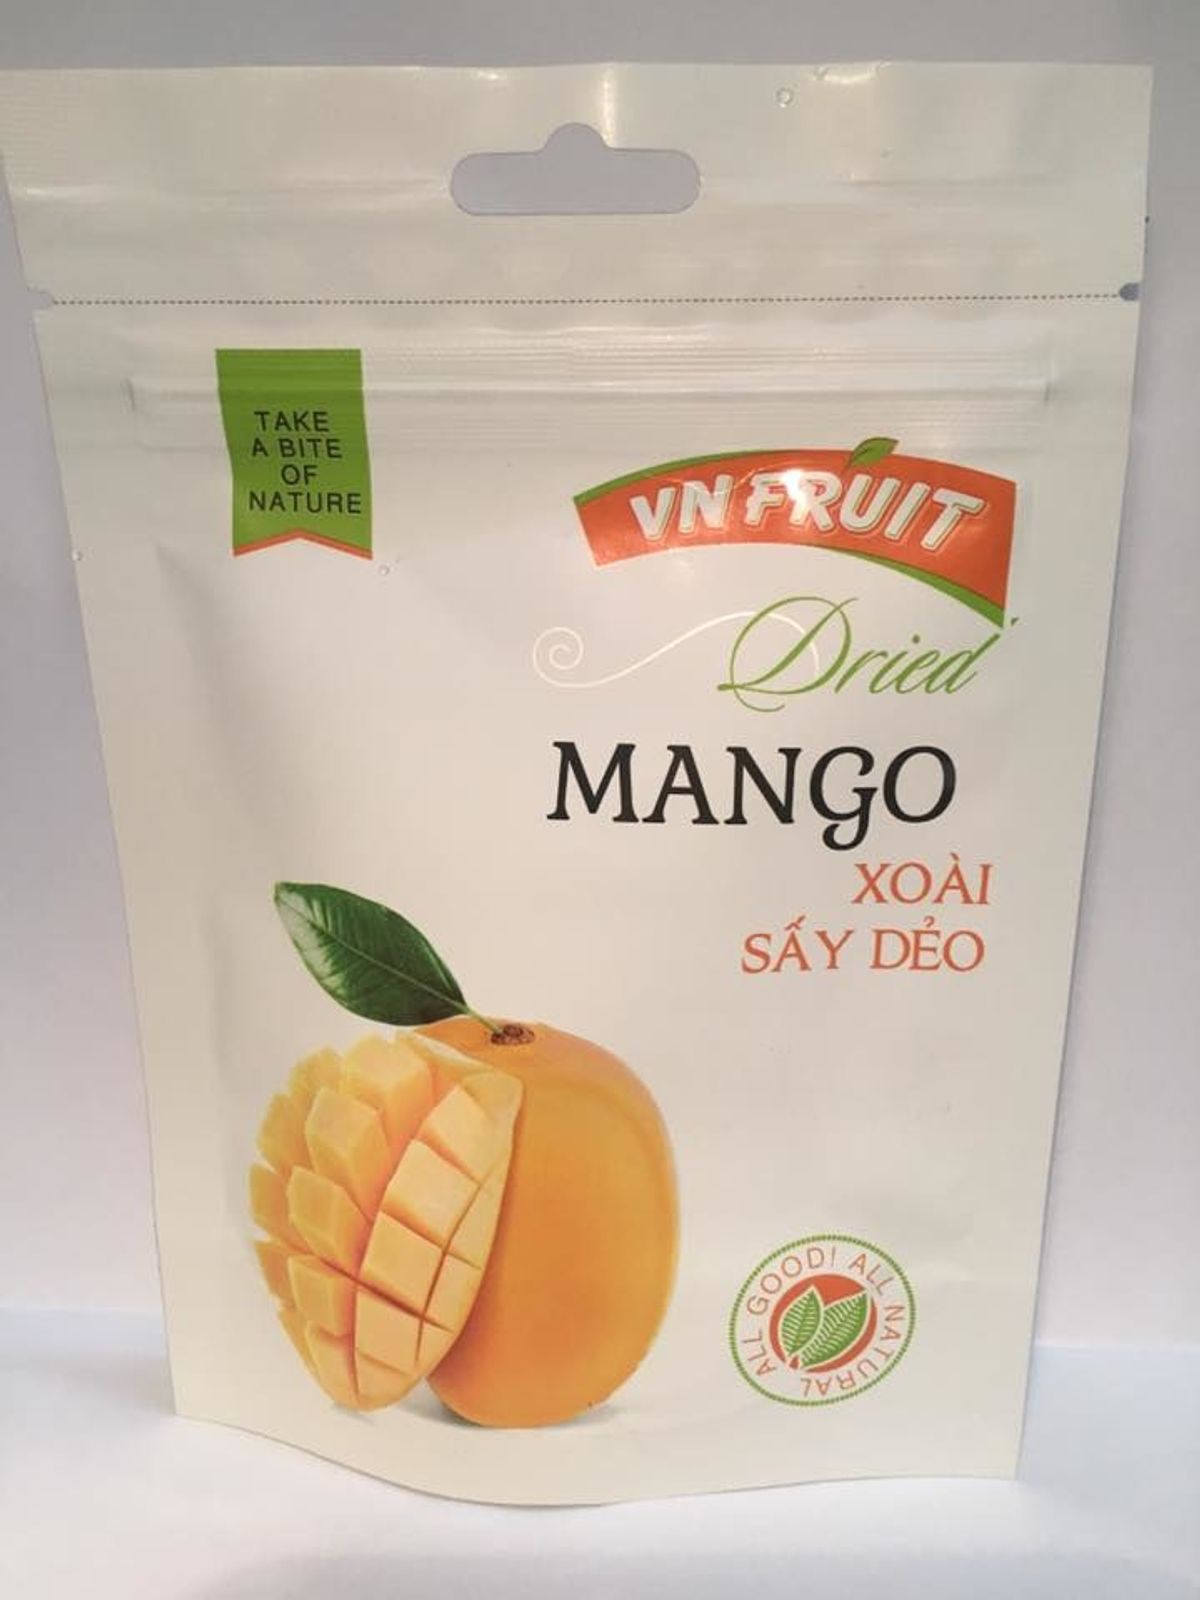 TAKE
A BITE
OF
NATURE
VN FRUIT
Dried
MANGO
XOÀI
SẤY DẺO
ALL GOOD! ALL NATURAL